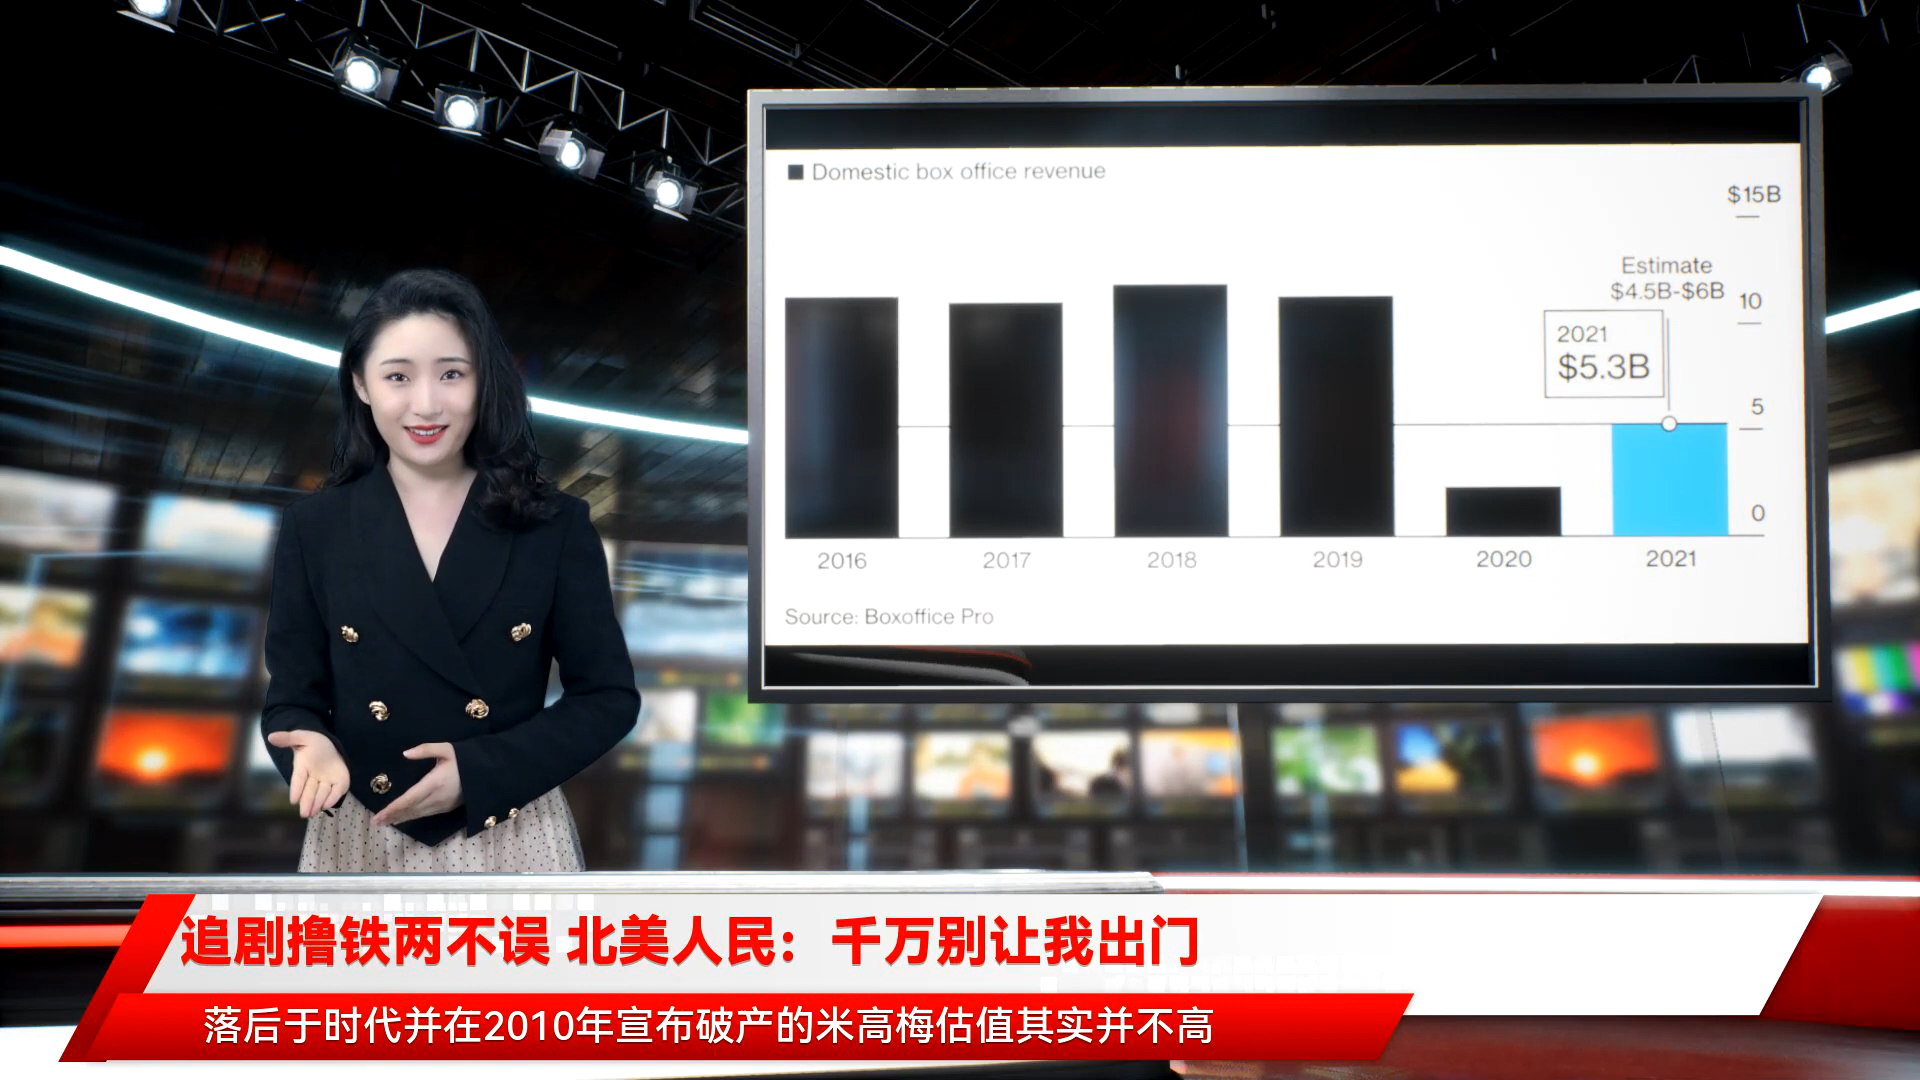 Domestic box office revenue
$15B
Estimate
$4.5B-$6B
10
2021
$5.3B
5
0
2016
2017
2018
2019
2020
2021
Source: Boxoffice Pro
追剧撸铁两不误 北美人民：千万别让我出门
落后于时代并在2010年宣布破产的米高梅估值其实并不高